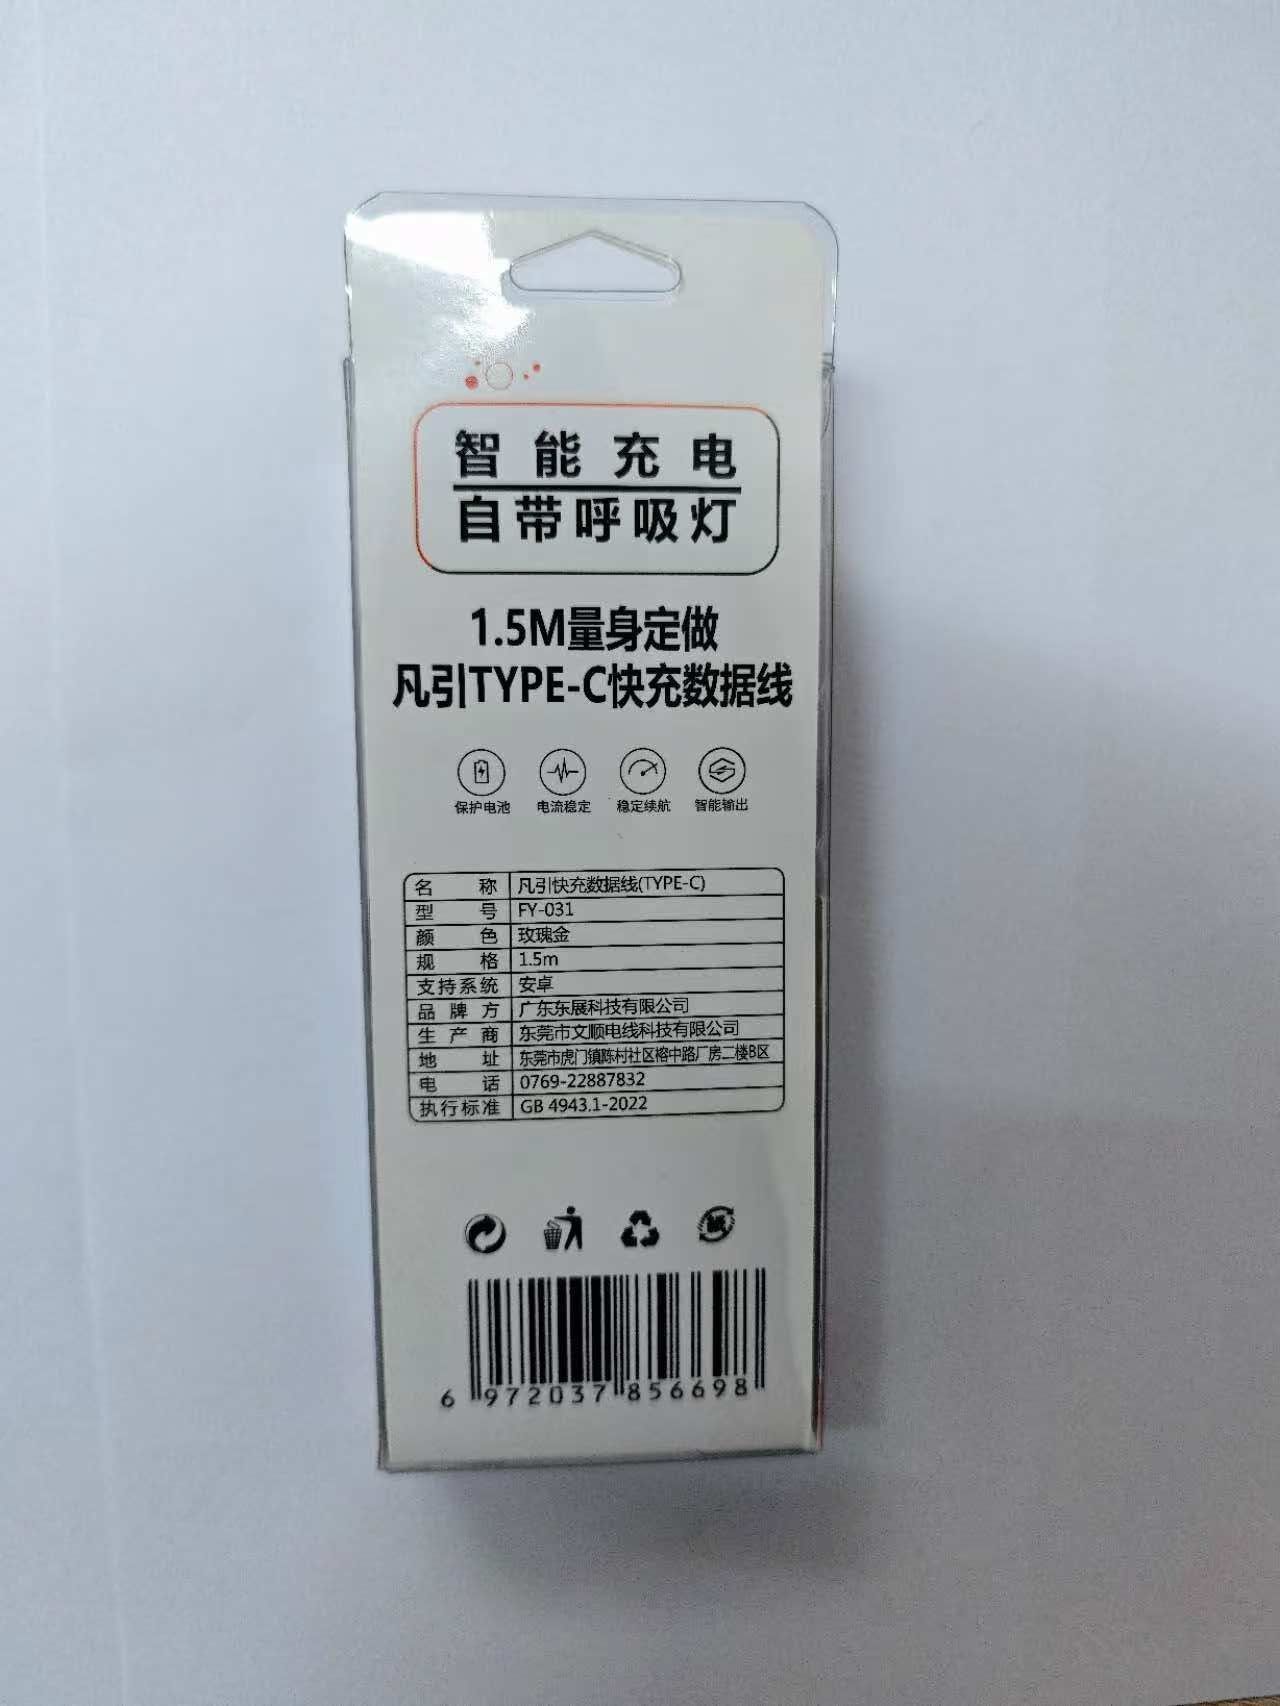 智能充电
自带呼吸灯
1.5M量身定做
凡引TYPE-C快充数据线
保护电池 电流稳定 稳定续航 智能输出
名称 凡引快充数据线(TYPE-C)
型号 FY-031
颜色 玫瑰金
规格 1.5m
支持系统 安卓
品牌方 广东东展科技有限公司
生产商 东莞市文顺电线科技有限公司
地址 东莞市虎门镇陈村社区榕中路厂房二楼B区
电话 0769-22887832
执行标准 GB 4943.1-2022
6 972037 856698